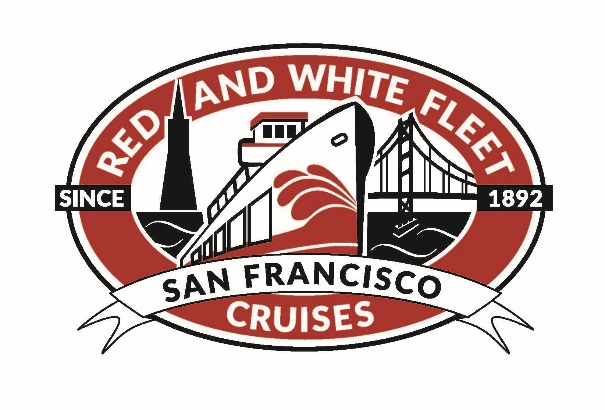 RED AND WHITE FLEET
SINCE 1892
SAN FRANCISCO
CRUISES